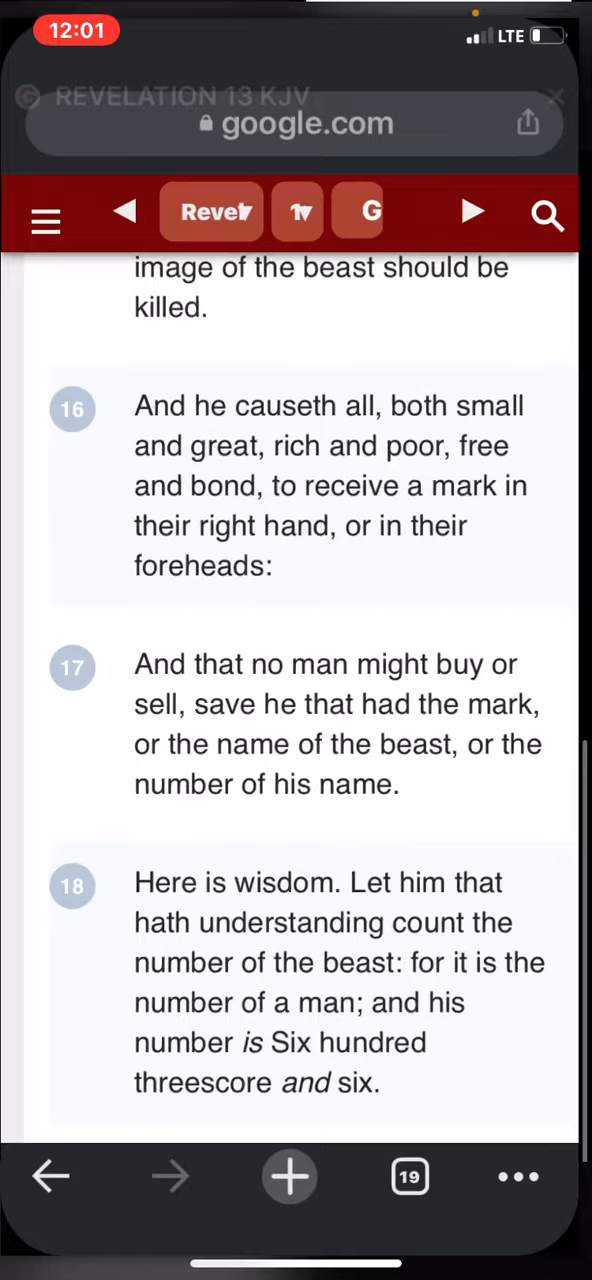 12:01
LTE
REVELATION 13 KJV
google.com
Reve
1
G
image of the beast should be
killed.
16
And he causeth all, both small
and great, rich and poor, free
and bond, to receive a mark in
their right hand, or in their
foreheads:
17
And that no man might buy or
sell, save he that had the mark,
or the name of the beast, or the
number of his name.
18
Here is wisdom. Let him that
hath understanding count the
number of the beast: for it is the
number of a man; and his
number is Six hundred
threescore and six.
19